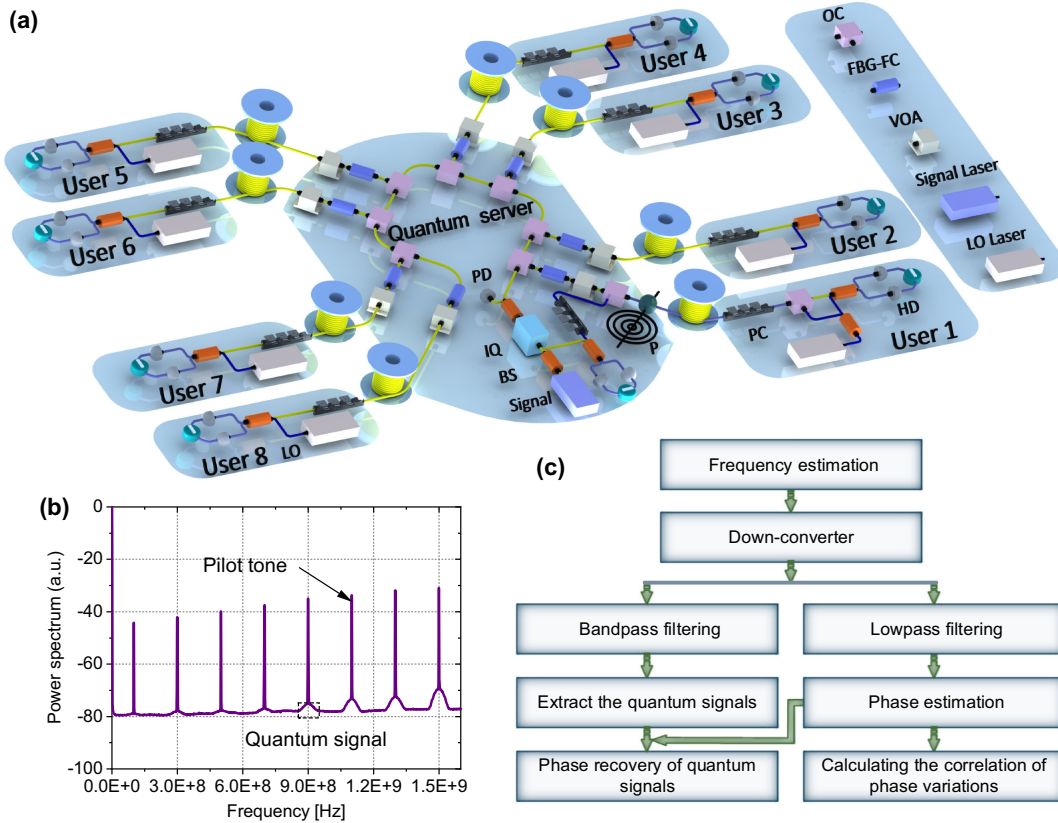 (a)
User 4
User 3
User 5
User 6
Quantum server
User 2
PD
IQ
BS
Signal
P
PC
HD
User 1
User 7
User 8
LO
OC
FBG-FC
VOA
Signal Laser
LO Laser
(b)
Power spectrum (a.u.)
0
-20
-40
-60
-80
-100
Pilot tone
Quantum signal
0.0E+0
3.0E+8
6.0E+8
9.0E+8
1.2E+9
1.5E+9
Frequency [Hz]
(c)
Frequency estimation
Down-converter
Bandpass filtering
Lowpass filtering
Extract the quantum signals
Phase estimation
Phase recovery of quantum
signals
Calculating the correlation of
phase variations